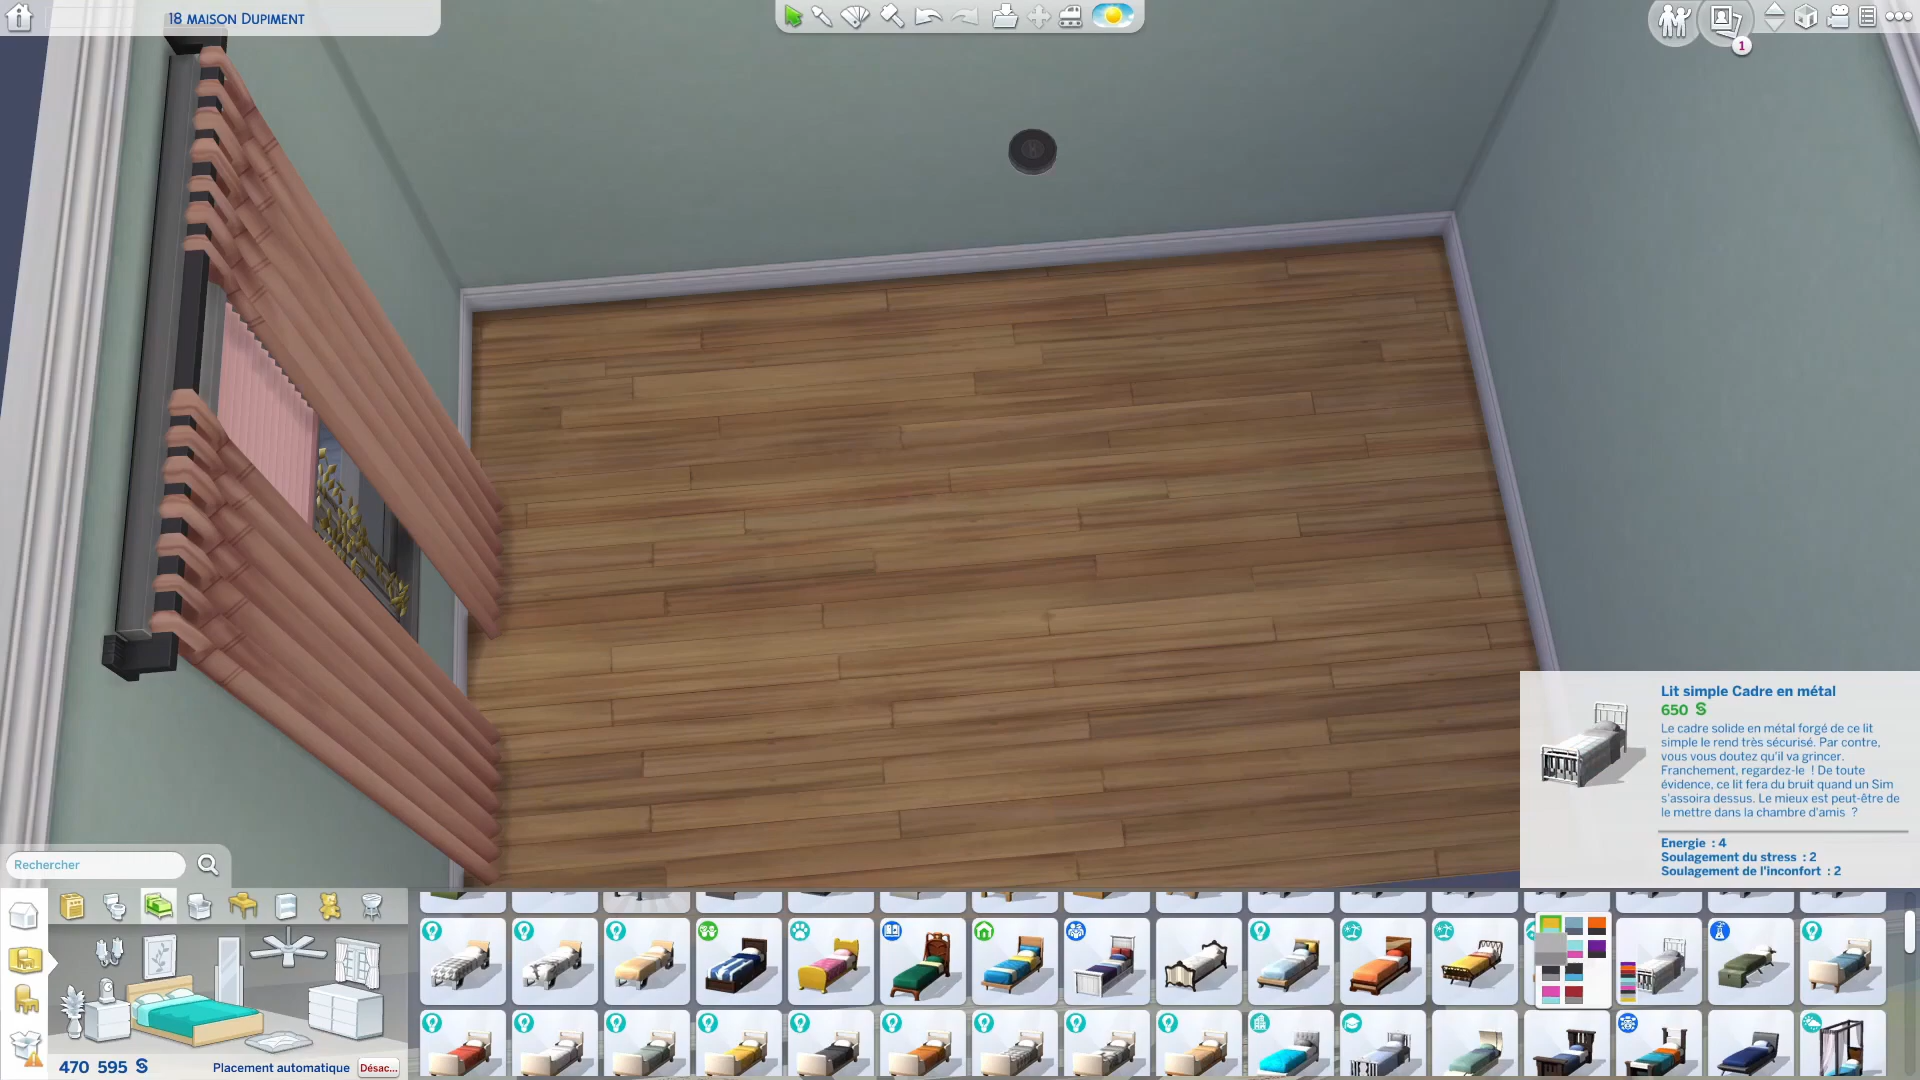 18 MAISON DUPIMENT
1
Lit simple Cadre en métal
650 §
Le cadre solide en métal forgé de ce lit
simple le rend très sécurisé. Par contre,
vous vous doutez qu'il va grincer.
Franchement, regardez-le ! De toute
évidence, ce lit fera du bruit quand un Sim
s'assoira dessus. Le mieux est peut-être de
le mettre dans la chambre d'amis ?
Energie : 4
Soulagement du stress : 2
Soulagement de l'inconfort : 2
Rechercher
470 595 §
Placement automatique
Désac...